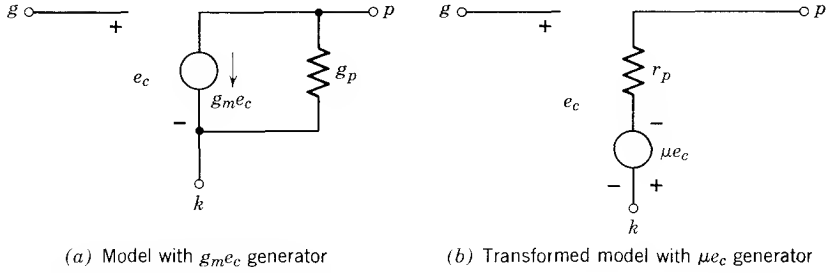 g
+
p
e_c
g_m e_c
g_p
−
k
(a) Model with g_m e_c generator
g
+
p
r_p
e_c
−
μe_c
− +
k
(b) Transformed model with μe_c generator